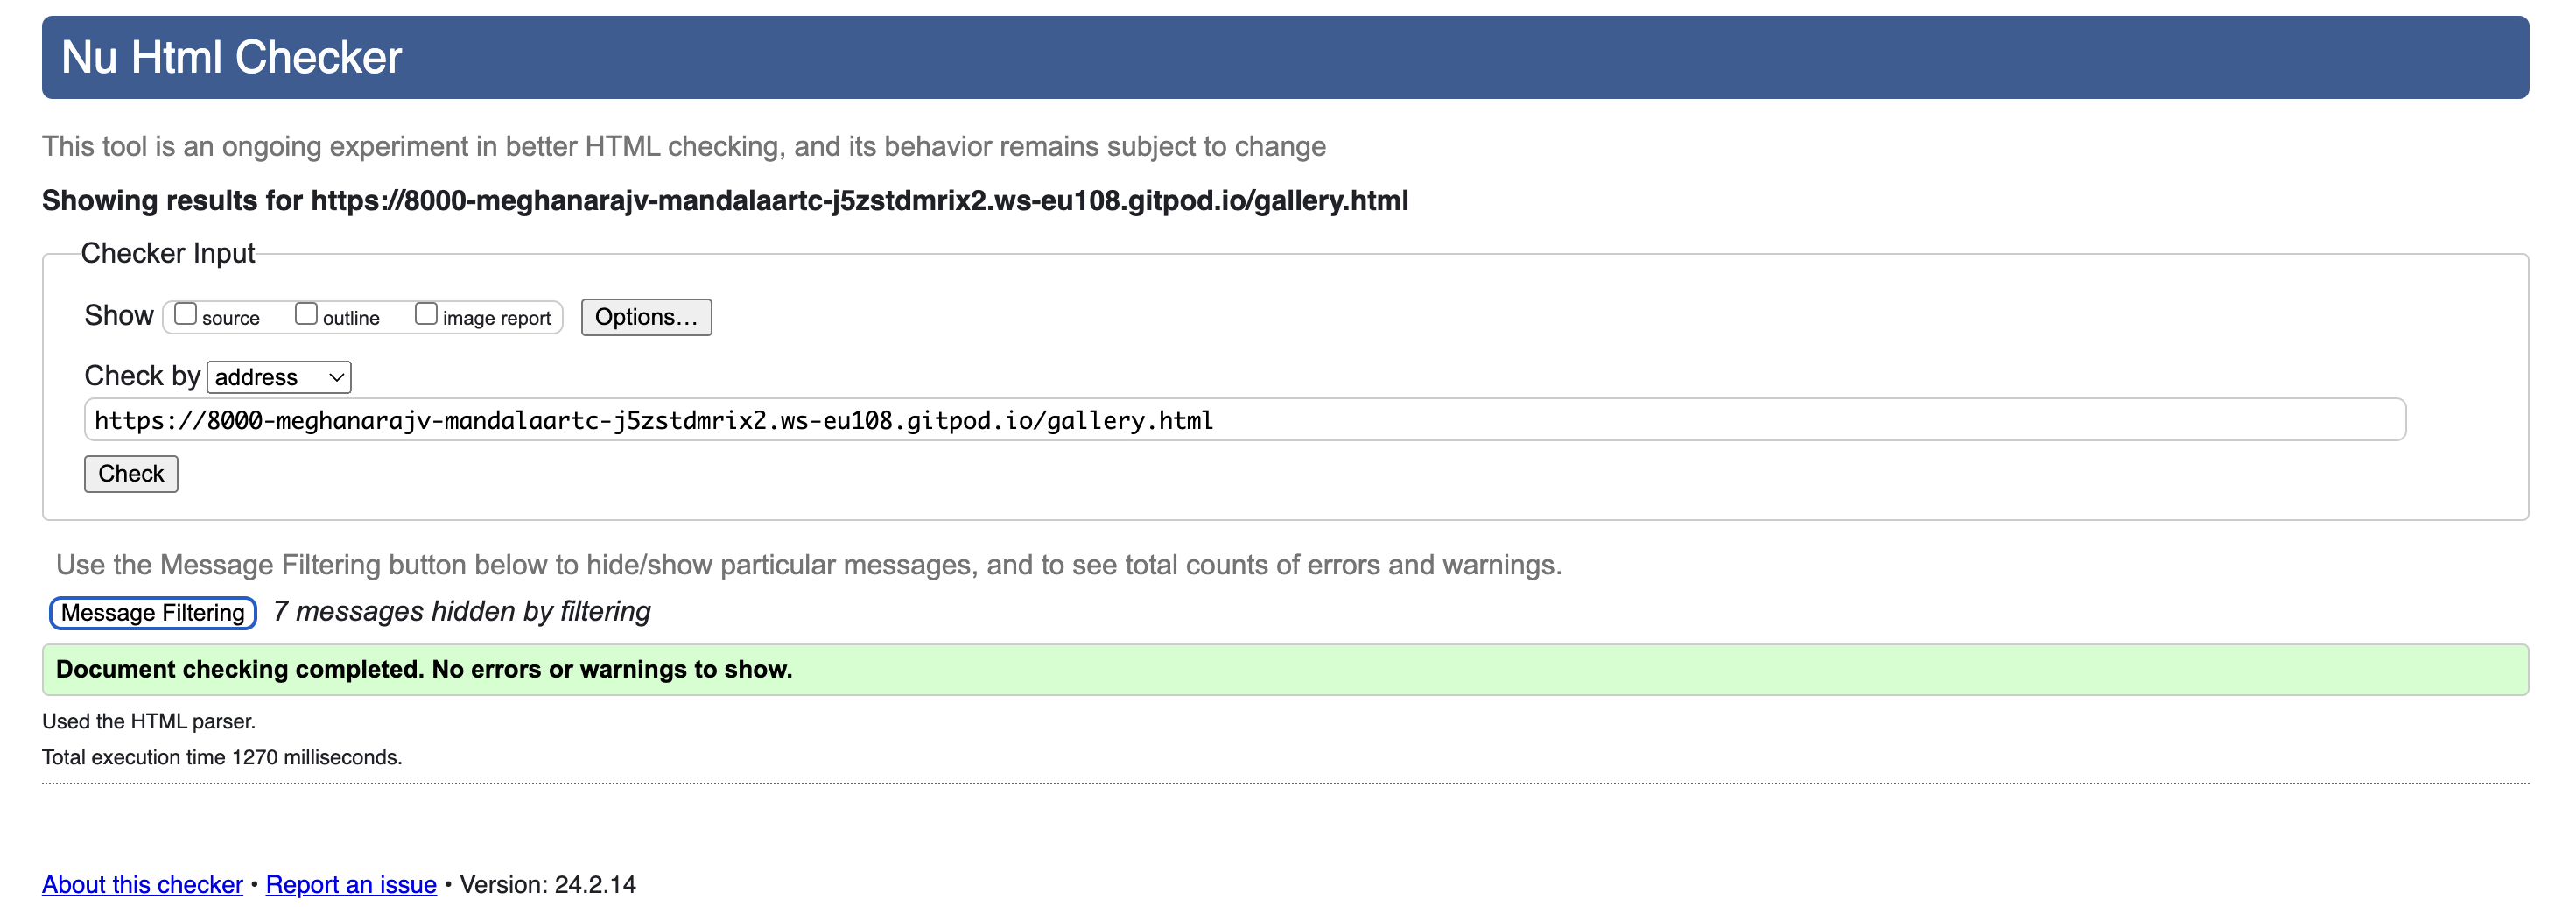 Nu Html Checker
This tool is an ongoing experiment in better HTML checking, and its behavior remains subject to change
Showing results for https://8000-meghanarajv-mandalaartc-j5zstdmrix2.ws-eu108.gitpod.io/gallery.html
Checker Input
Show source outline image report Options...
Check by address
https://8000-meghanarajv-mandalaartc-j5zstdmrix2.ws-eu108.gitpod.io/gallery.html
Check
Use the Message Filtering button below to hide/show particular messages, and to see total counts of errors and warnings.
Message Filtering 7 messages hidden by filtering
Document checking completed. No errors or warnings to show.
Used the HTML parser.
Total execution time 1270 milliseconds.
About this checker • Report an issue • Version: 24.2.14